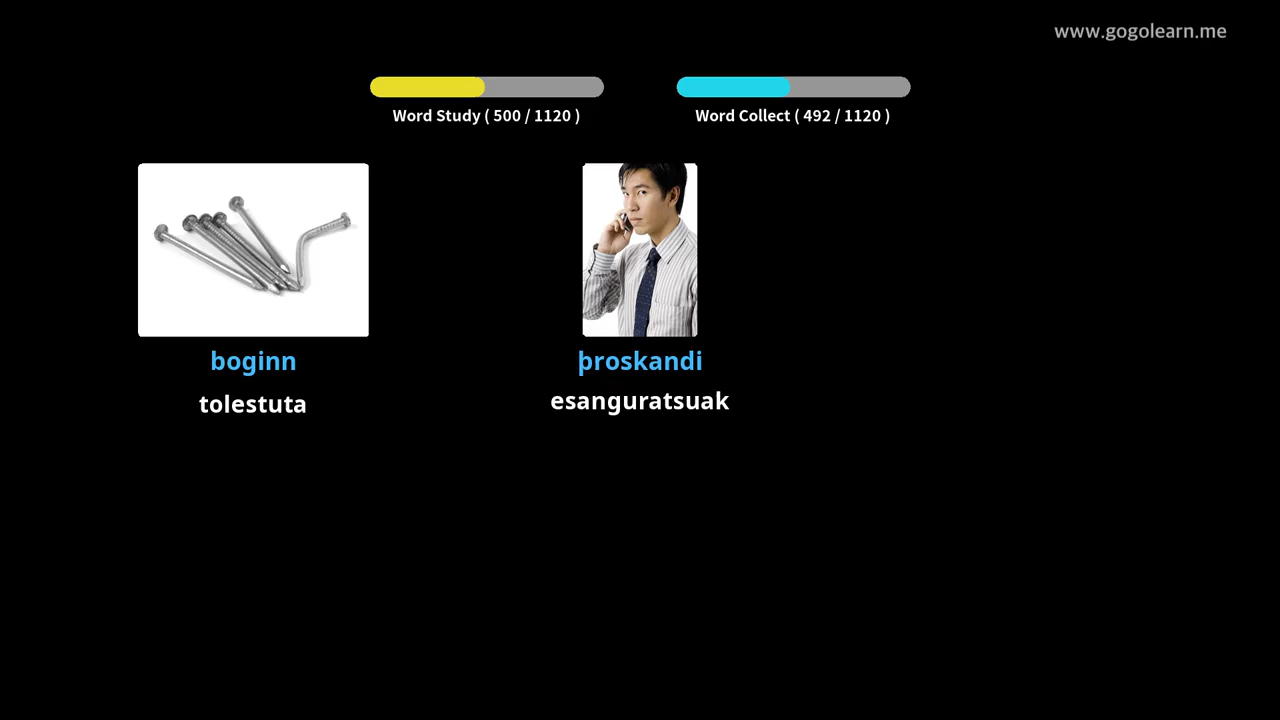 www.gogolearn.me
Word Study ( 500 / 1120 )
Word Collect ( 492 / 1120 )
boginn
tolestuta
þroskandi
esanguratsuak